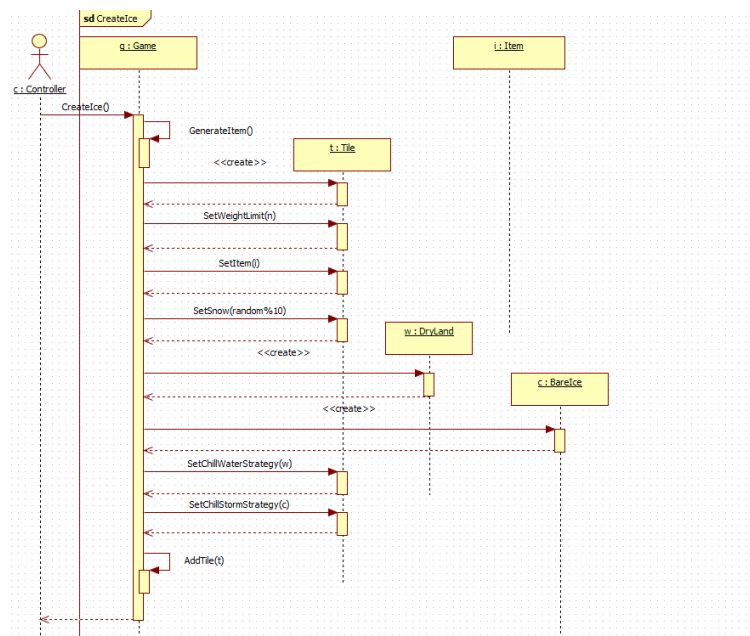 sd CreateIce
g : Game
i : Item
c : Controller
CreateIce()
GenerateItem()
t : Tile
<<create>>
SetWeightLimit(n)
SetItem(i)
SetSnow(random%10)
w : DryLand
<<create>>
c : BareIce
<<create>>
SetChillWaterStrategy(w)
SetChillStormStrategy(c)
AddTile(t)